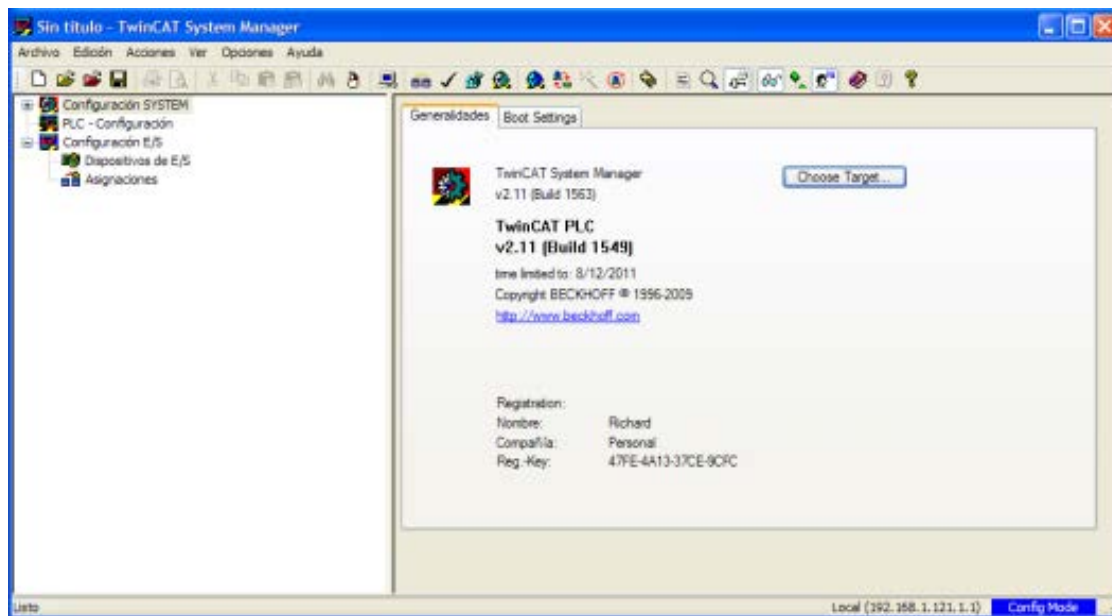 Sin título - TwinCAT System Manager
Archivo Edición Acciones Ver Opciones Ayuda
Configuración SYSTEM
PLC - Configuración
Configuración E/S
Dispositivos de E/S
Asignaciones
Generalidades Boot Settings
TwinCAT System Manager
v2.11 (Build 1563)
Choose Target...
TwinCAT PLC
v2.11 (Build 1549)
time limited to: 8/12/2011
Copyright BECKHOFF © 1996-2009
http://www.beckhoff.com
Registration:
Nombre: Richard
Compañía: Personal
Reg.-Key: 47FE-4A13-37CE-9CFC
Listo
Local (192.168.1.121.1.1) Config Mode